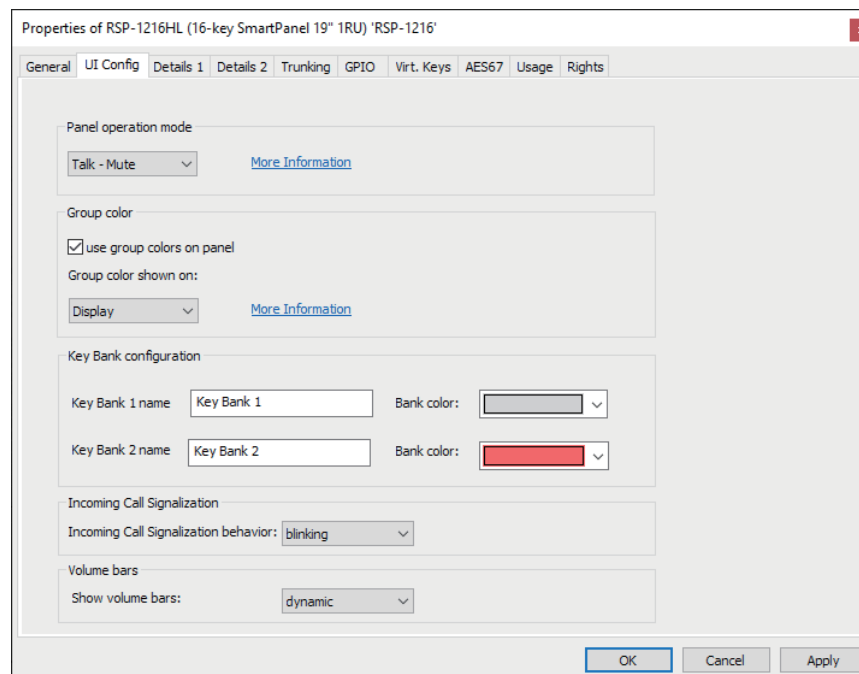 Properties of RSP-1216HL (16-key SmartPanel 19" 1RU) 'RSP-1216'
General UI Config Details 1 Details 2 Trunking GPIO Virt. Keys AES67 Usage Rights
Panel operation mode
Talk - Mute More Information
Group color
use group colors on panel
Group color shown on:
Display More Information
Key Bank configuration
Key Bank 1 name Key Bank 1 Bank color:
Key Bank 2 name Key Bank 2 Bank color:
Incoming Call Signalization
Incoming Call Signalization behavior: blinking
Volume bars
Show volume bars: dynamic
OK Cancel Apply